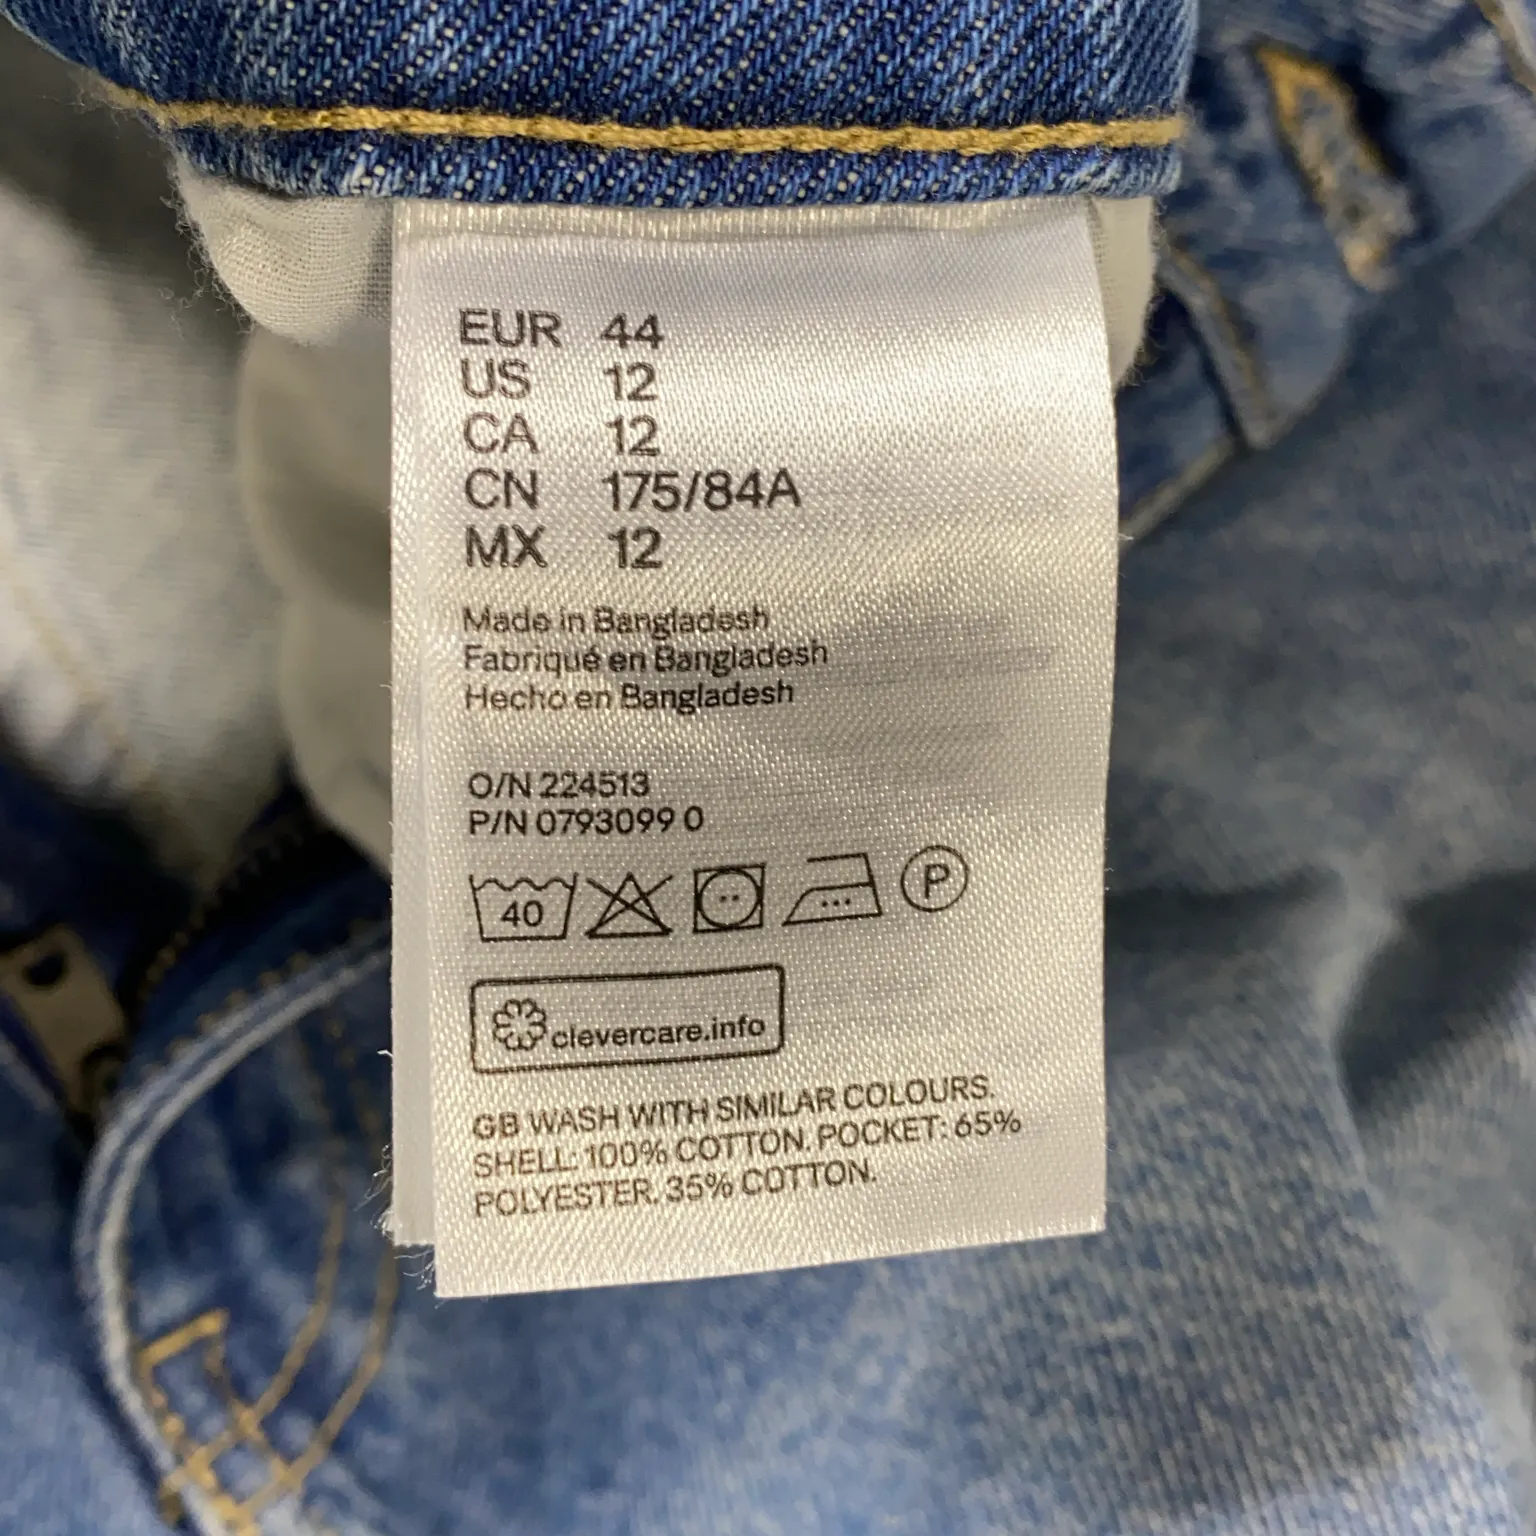 EUR 44
US 12
CA 12
CN 175/84A
MX 12
Made in Bangladesh
Fabriqué en Bangladesh
Hecho en Bangladesh
O/N 224513
P/N 0793099 0
40 P
clevercare.info
GB WASH WITH SIMILAR COLOURS.
SHELL: 100% COTTON. POCKET: 65%
POLYESTER. 35% COTTON.